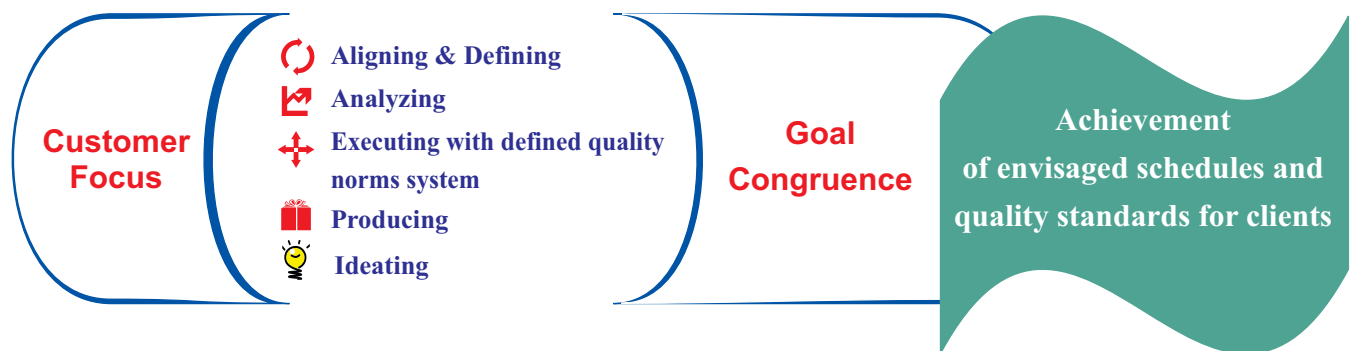 Customer
Focus
Aligning & Defining
Analyzing
Executing with defined quality
norms system
Producing
Ideating
Goal
Congruence
Achievement
of envisaged schedules and
quality standards for clients